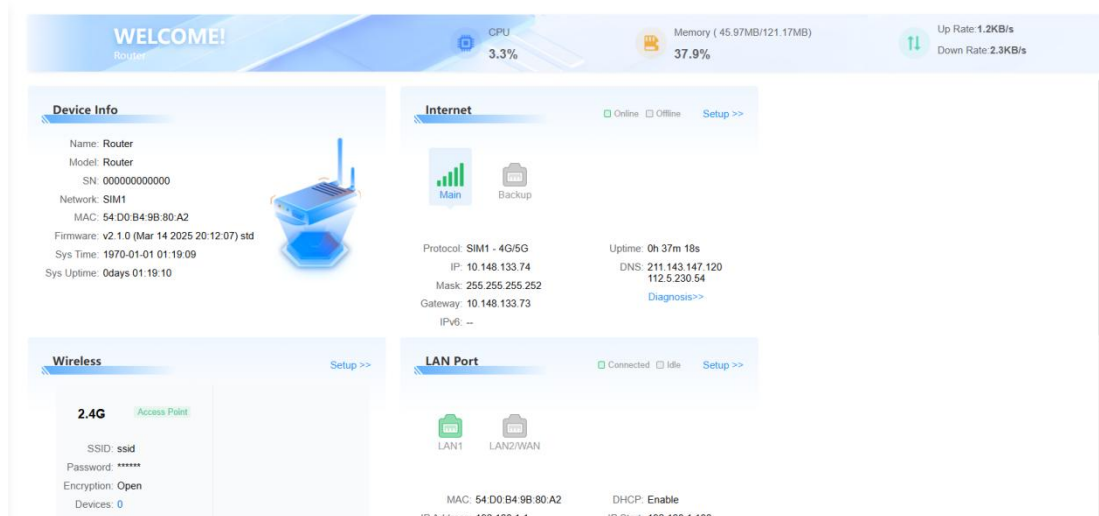 WELCOME!
Router
CPU
3.3%
Memory ( 45.97MB/121.17MB)
37.9%
Up Rate:1.2KB/s
Down Rate:2.3KB/s
Device Info
Name: Router
Model: Router
SN: 000000000000
Network: SIM1
MAC: 54:D0:B4:9B:80:A2
Firmware: v2.1.0 (Mar 14 2025 20:12:07) std
Sys Time: 1970-01-01 01:19:09
Sys Uptime: 0days 01:19:10
Internet
Online Offline Setup >>
Main
Backup
Protocol: SIM1 - 4G/5G
IP: 10.148.133.74
Mask: 255.255.255.252
Gateway: 10.148.133.73
IPv6: --
Uptime: 0h 37m 18s
DNS: 211.143.147.120
112.5.230.54
Diagnosis>>
Wireless
Setup >>
2.4G Access Point
SSID: ssid
Password: ******
Encryption: Open
Devices: 0
LAN Port
Connected Idle Setup >>
LAN1
LAN2/WAN
MAC: 54:D0:B4:9B:80:A2
DHCP: Enable